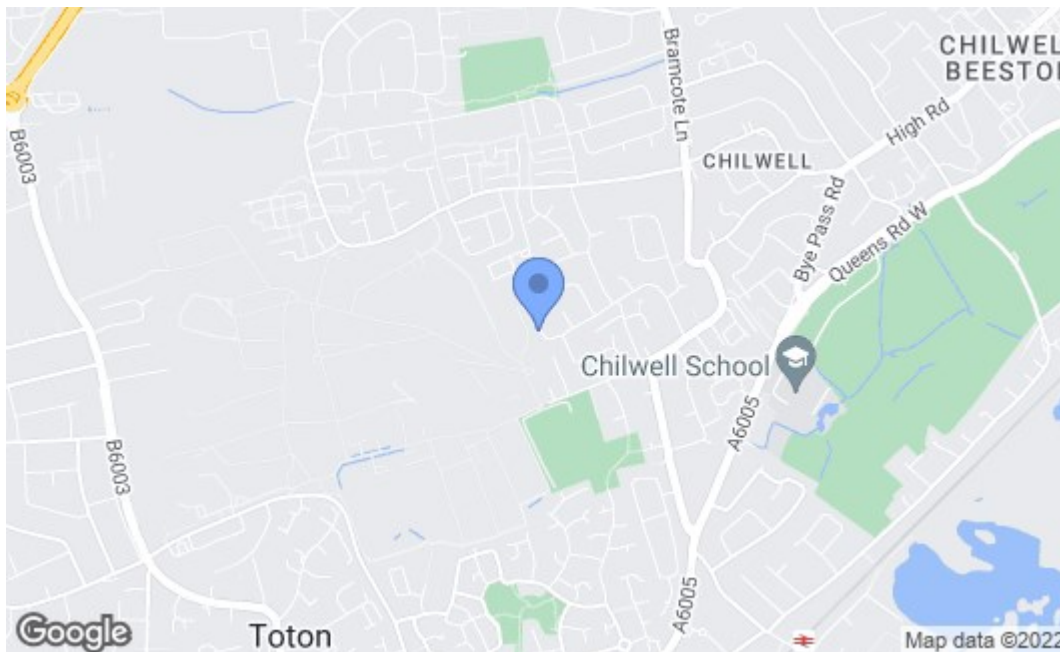 CHILWEL
BEESTON
Bramcote Ln
High Rd
B6003
CHILWELL
Bye Pass Rd
Queens Rd W
Chilwell School
A6005
B6003
A6005
Toton
Google
Map data ©2022